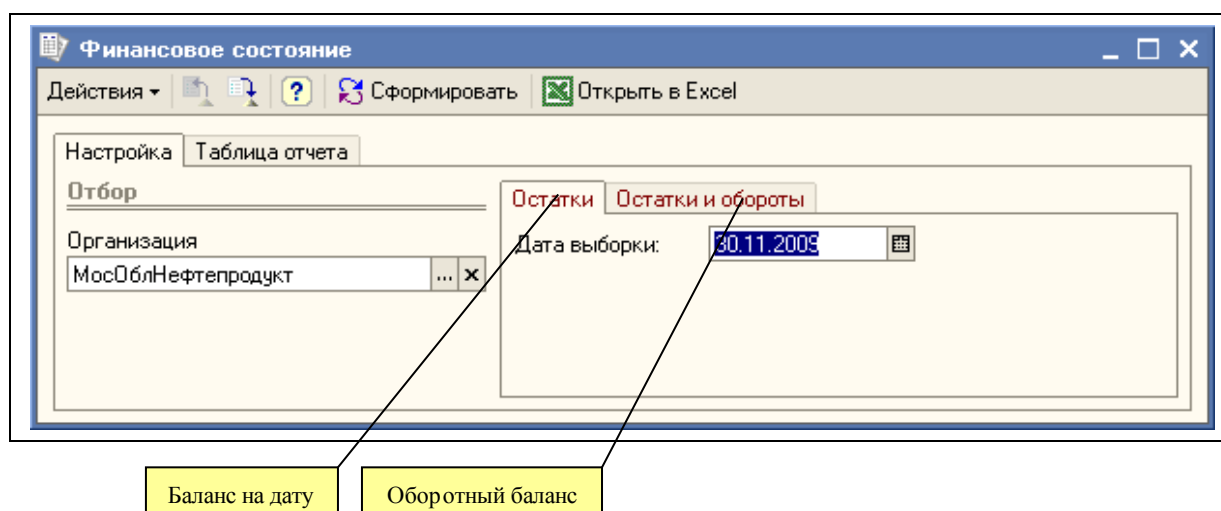 Финансовое состояние
Действия Сформировать Открыть в Excel
Настройка Таблица отчета
Отбор
Остатки Остатки и обороты
Организация
Дата выборки: 30.11.2009
МосОблНефтепродукт ...
Баланс на дату Оборотный баланс